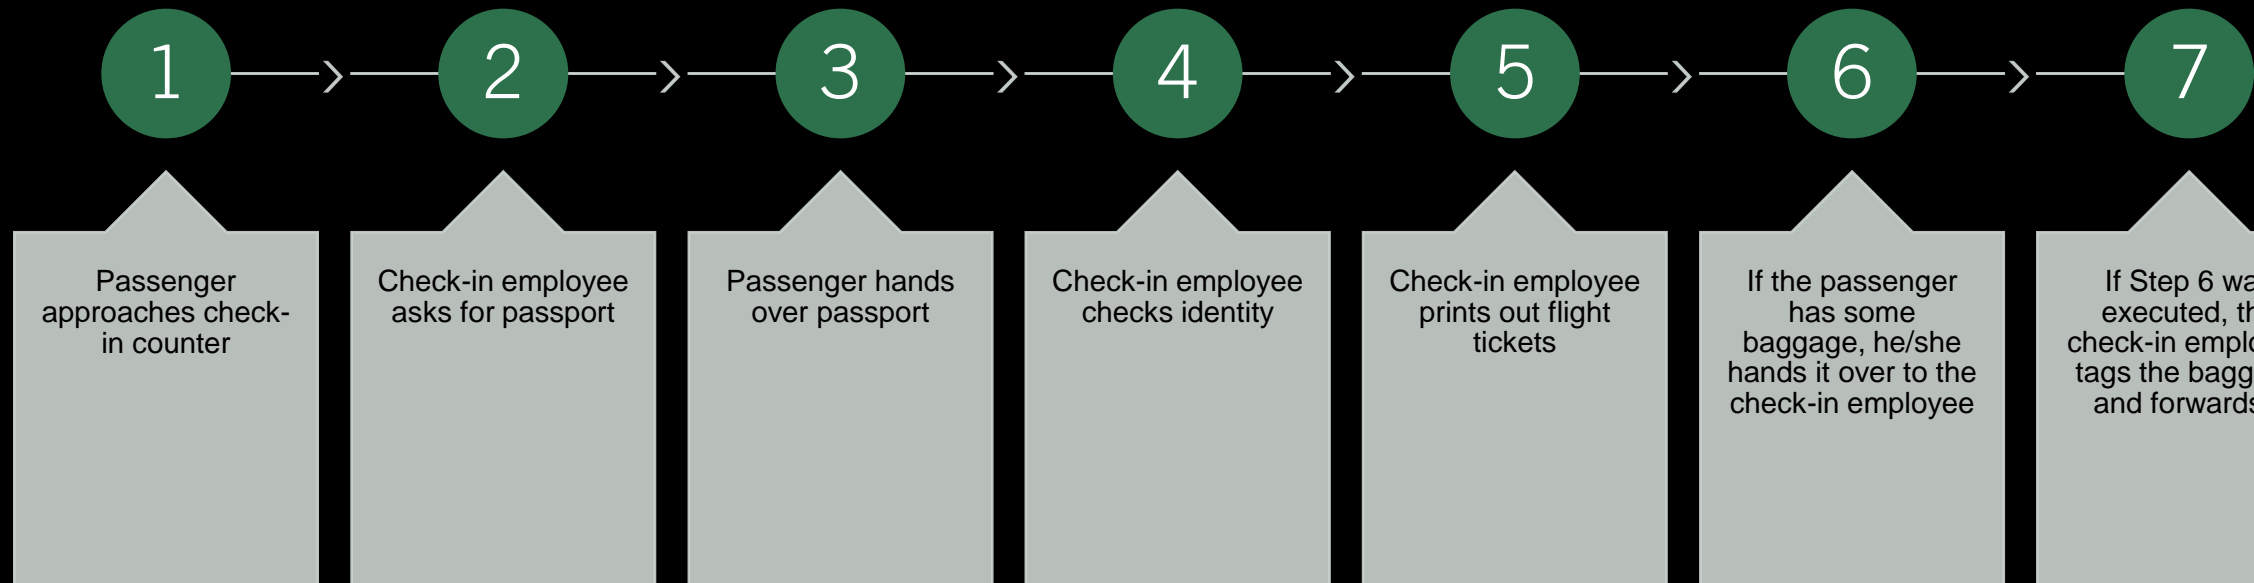 1
2
3
4
5
6
7
Passenger
approaches check-
in counter
Check-in employee
asks for passport
Passenger hands
over passport
Check-in employee
checks identity
Check-in employee
prints out flight
tickets
If the passenger
has some
baggage, he/she
hands it over to the
check-in employee
If Step 6
executed,
check-in
tags the
and